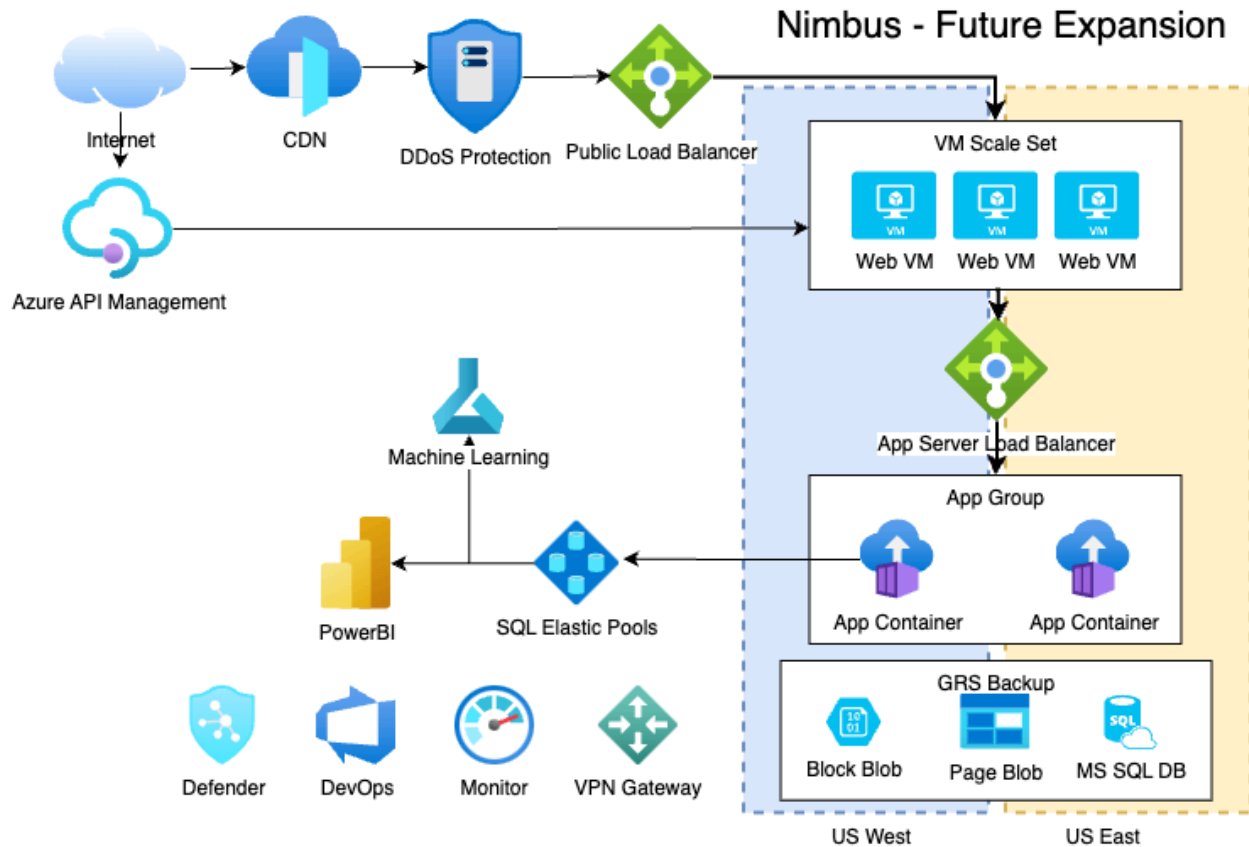 Nimbus - Future Expansion
Internet
CDN
DDoS Protection
Public Load Balancer
VM Scale Set
VM
VM
VM
Web VM
Web VM
Web VM
Azure API Management
App Server Load Balancer
Machine Learning
App Group
App Container
App Container
SQL Elastic Pools
PowerBI
GRS Backup
10
01
SQL
Block Blob
Page Blob
MS SQL DB
Defender
DevOps
Monitor
VPN Gateway
US West
US East